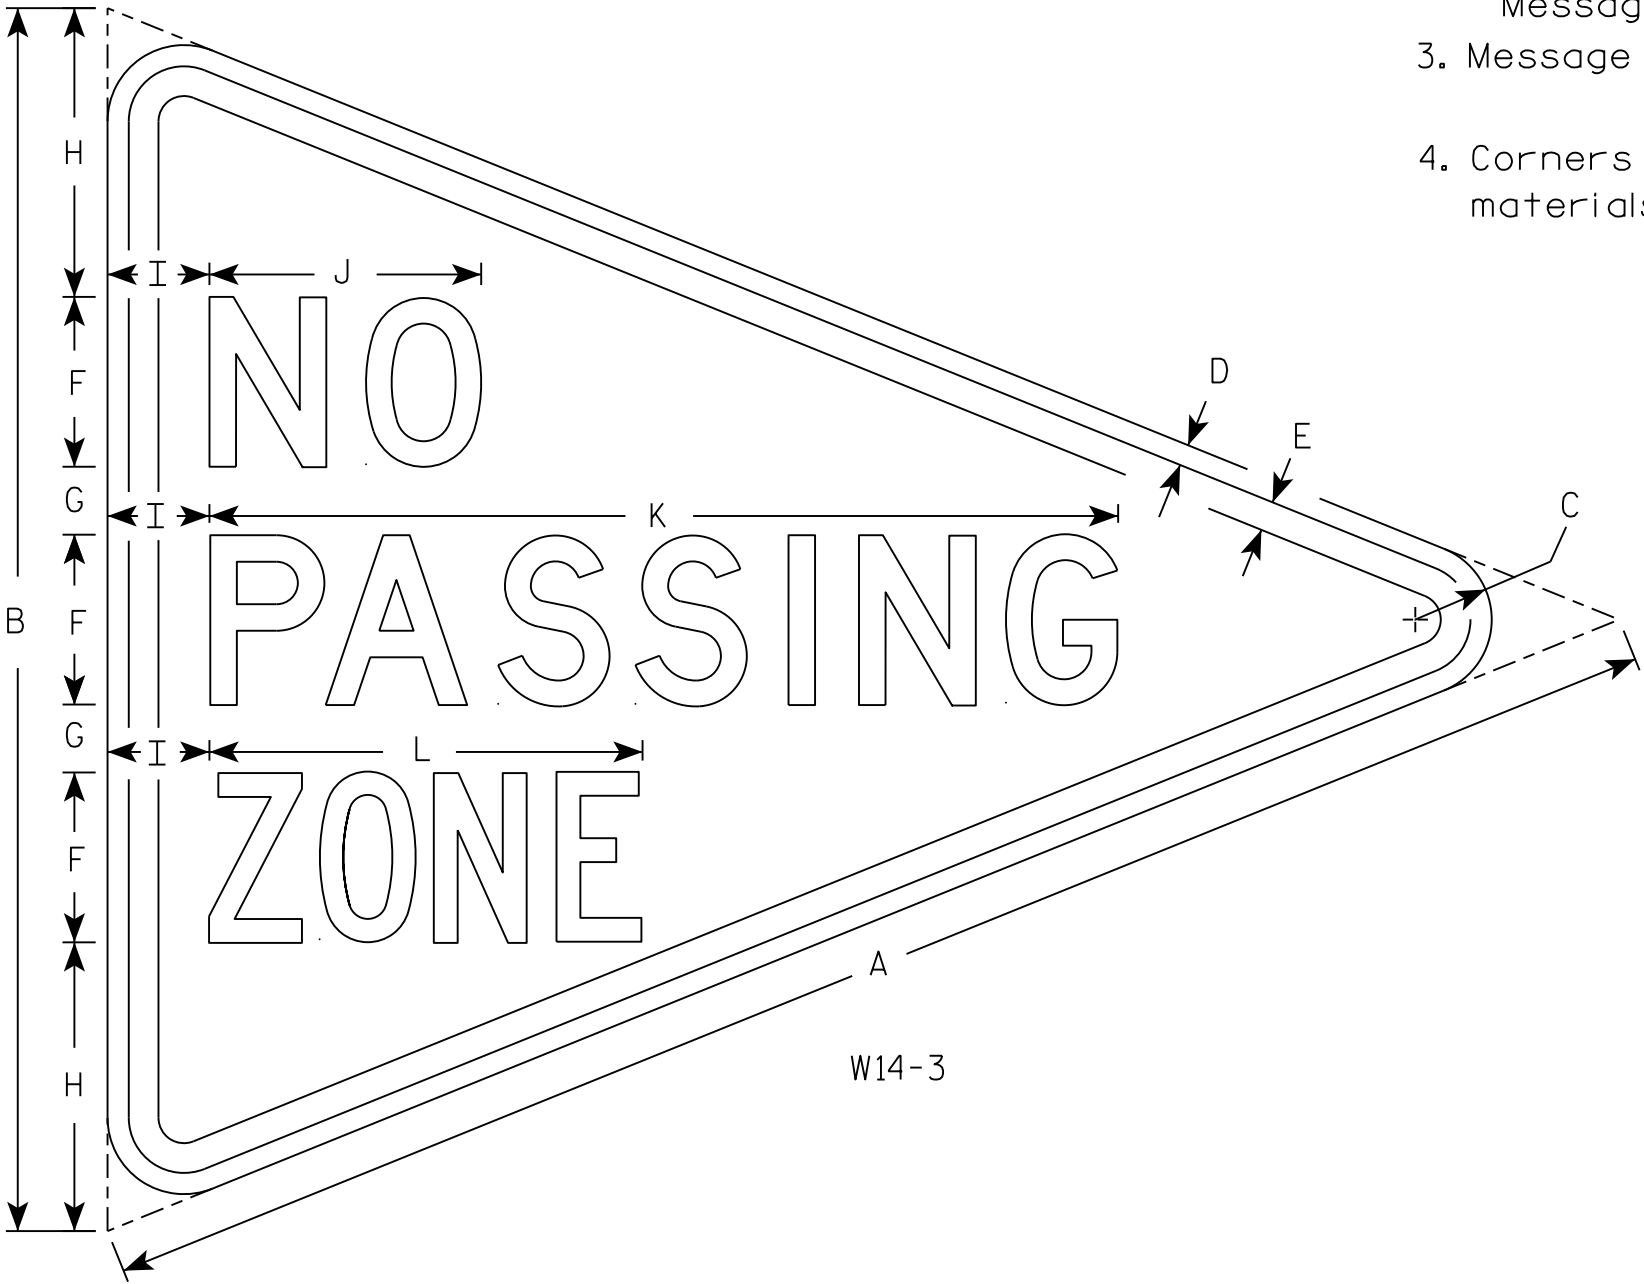 Messag
3. Message
4. Corners
materials
H
I J
NO
D
F
E
G
C
I K
PASSING
B
F
G
I L
ZONE
F
A
W14-3
H